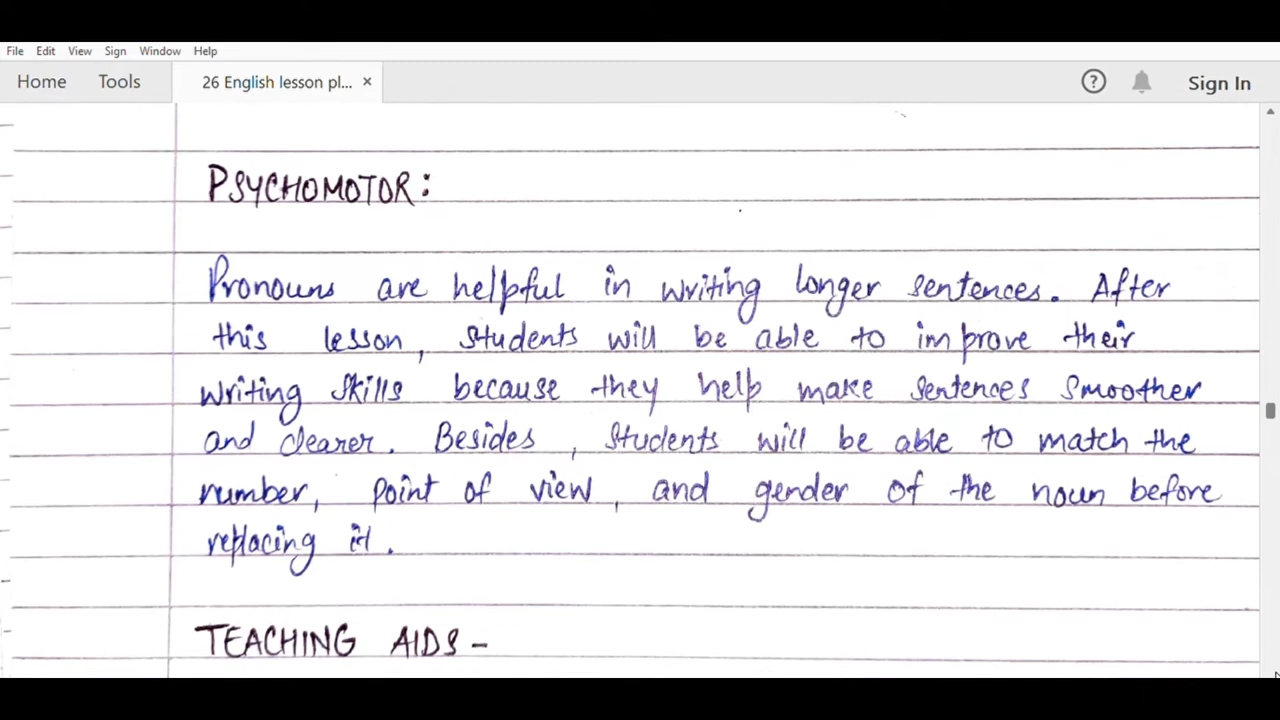 File Edit View Sign Window Help
Home Tools 26 English lesson pl... × ? Sign In
PSYCHOMOTOR:
Pronouns are helpful in writing longer sentences. After
this lesson, students will be able to improve their
writing skills because they help make sentences smoother
and clearer. Besides, students will be able to match the
number, point of view, and gender of the noun before
replacing it.
TEACHING AIDS -